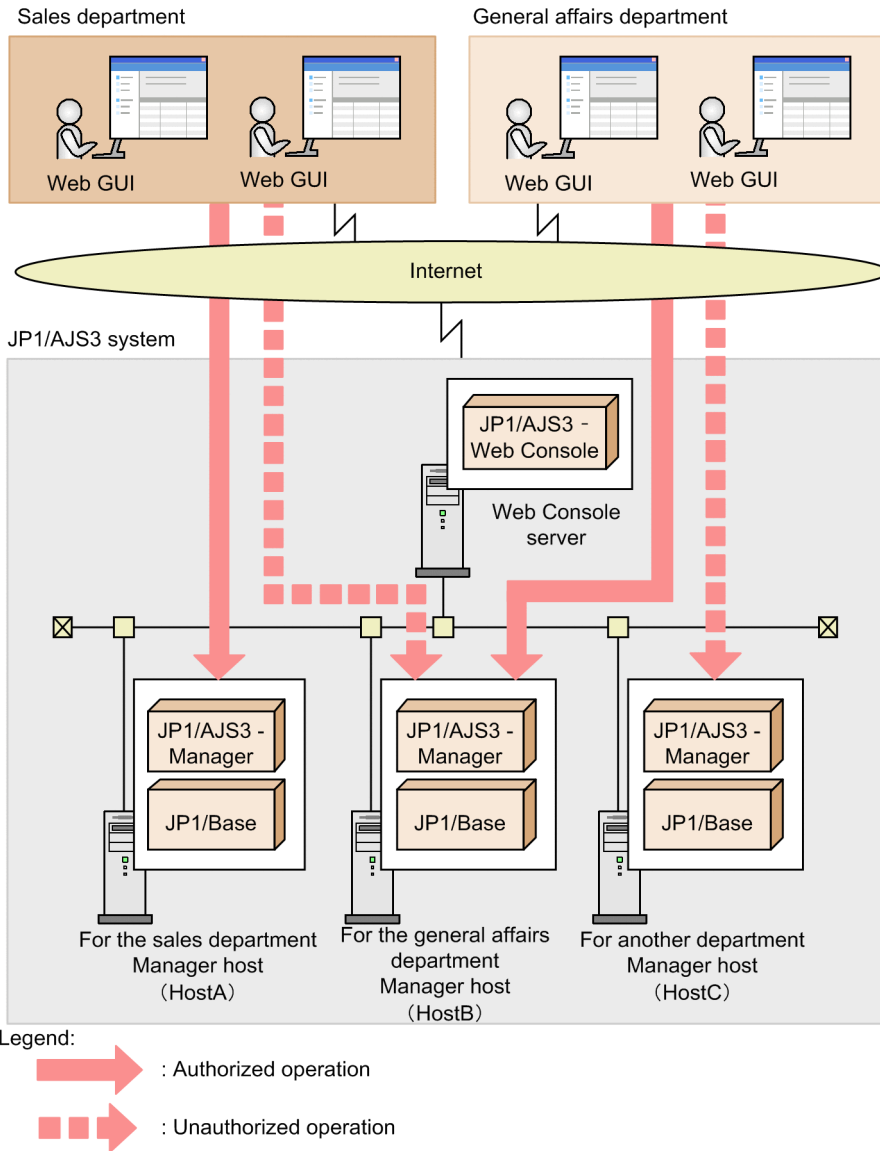 Sales department
General affairs department
Web GUI
Web GUI
Web GUI
Web GUI
Internet
JP1/AJS3 system
JP1/AJS3 -
Web Console
Web Console
server
JP1/AJS3 -
Manager
JP1/Base
JP1/AJS3 -
Manager
JP1/Base
JP1/AJS3 -
Manager
JP1/Base
For the sales department
Manager host
（HostA）
For the general affairs
department
Manager host
（HostB）
For another department
Manager host
（HostC）
Legend:
: Authorized operation
: Unauthorized operation